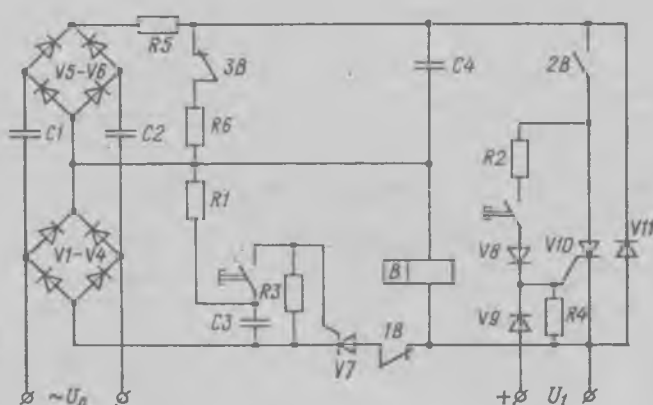 R5
V5-V6
3B
C4
2B
C1
C2
R6
R2
R1
V11
V8
V10
V1-V4
B
R3
C3
V9
R4
1B
V7
~Uп
+
U1